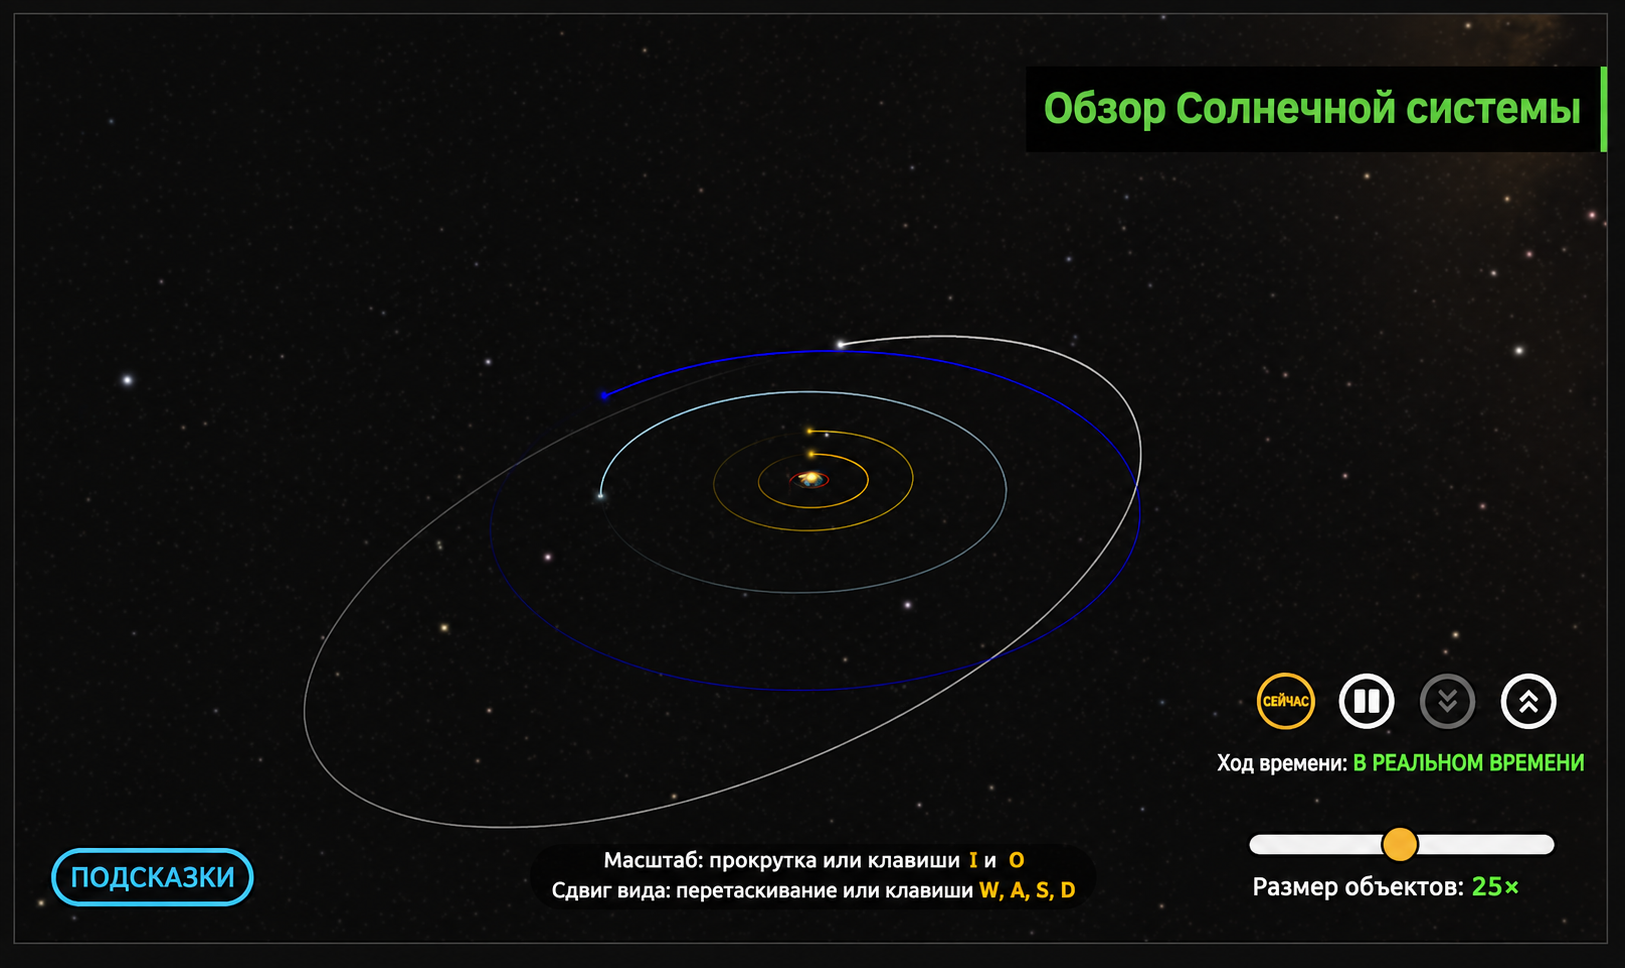 Обзор Солнечной системы
СЕЙЧАС
Ход времени: В РЕАЛЬНОМ ВРЕМЕНИ
Размер объектов: 25×
ПОДСКАЗКИ
Масштаб: прокрутка или клавиши I и O
Сдвиг вида: перетаскивание или клавиши W, A, S, D